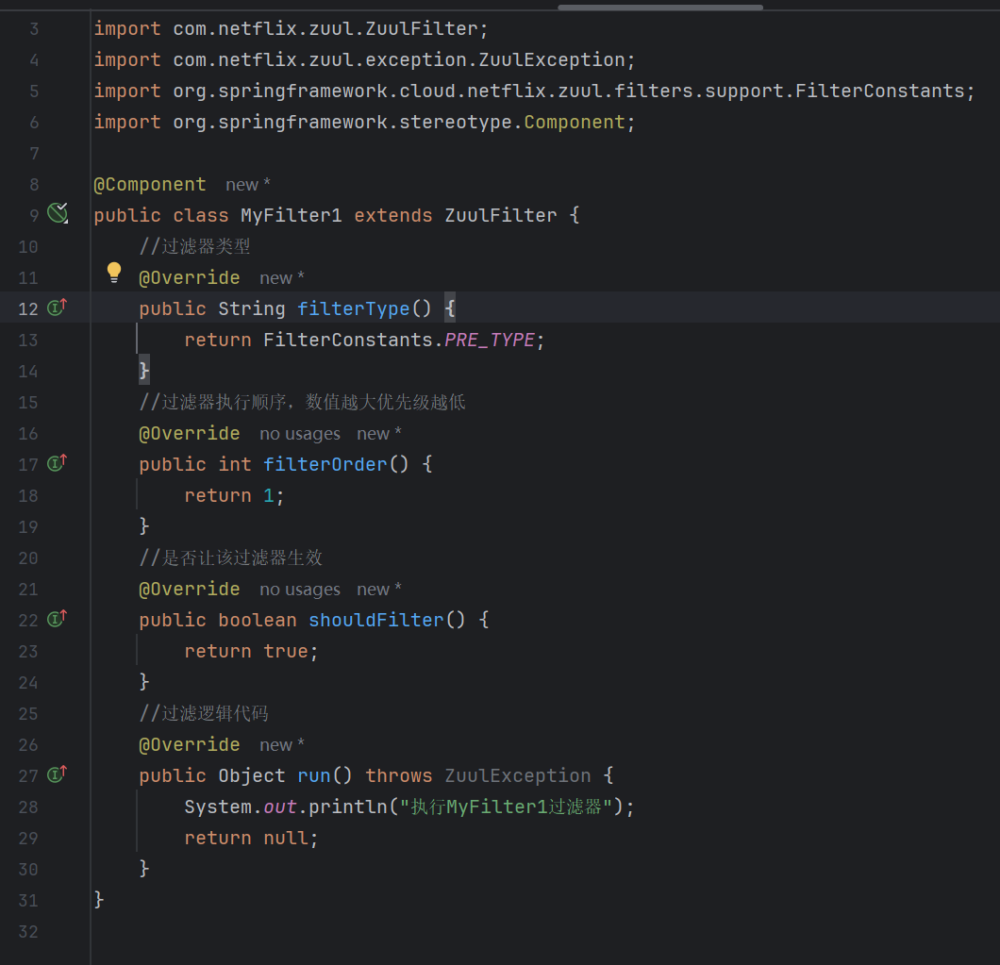 3 import com.netflix.zuul.ZuulFilter;
4 import com.netflix.zuul.exception.ZuulException;
5 import org.springframework.cloud.netflix.zuul.filters.support.FilterConstants;
6 import org.springframework.stereotype.Component;
7
8 @Component new *
9 public class MyFilter1 extends ZuulFilter {
10 //过滤器类型
11 @Override new *
12 public String filterType() {
13 return FilterConstants.PRE_TYPE;
14 }
15 //过滤器执行顺序，数值越大优先级越低
16 @Override no usages new *
17 public int filterOrder() {
18 return 1;
19 }
20 //是否让该过滤器生效
21 @Override no usages new *
22 public boolean shouldFilter() {
23 return true;
24 }
25 //过滤逻辑代码
26 @Override new *
27 public Object run() throws ZuulException {
28 System.out.println("执行MyFilter1过滤器");
29 return null;
30 }
31 }
32